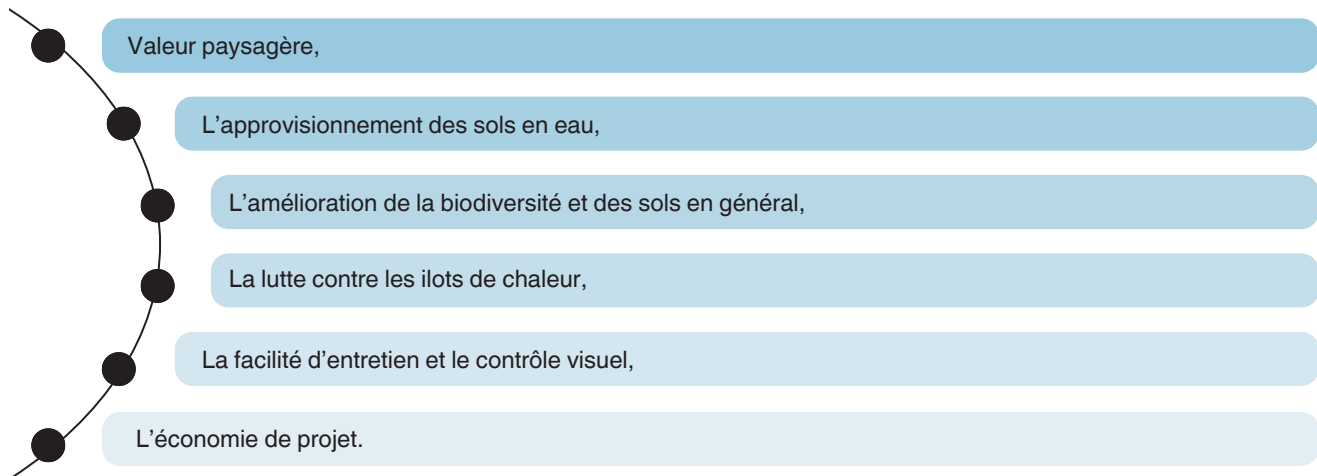 Valeur paysagère,
L’approvisionnement des sols en eau,
L’amélioration de la biodiversité et des sols en général,
La lutte contre les ilots de chaleur,
La facilité d’entretien et le contrôle visuel,
L’économie de projet.